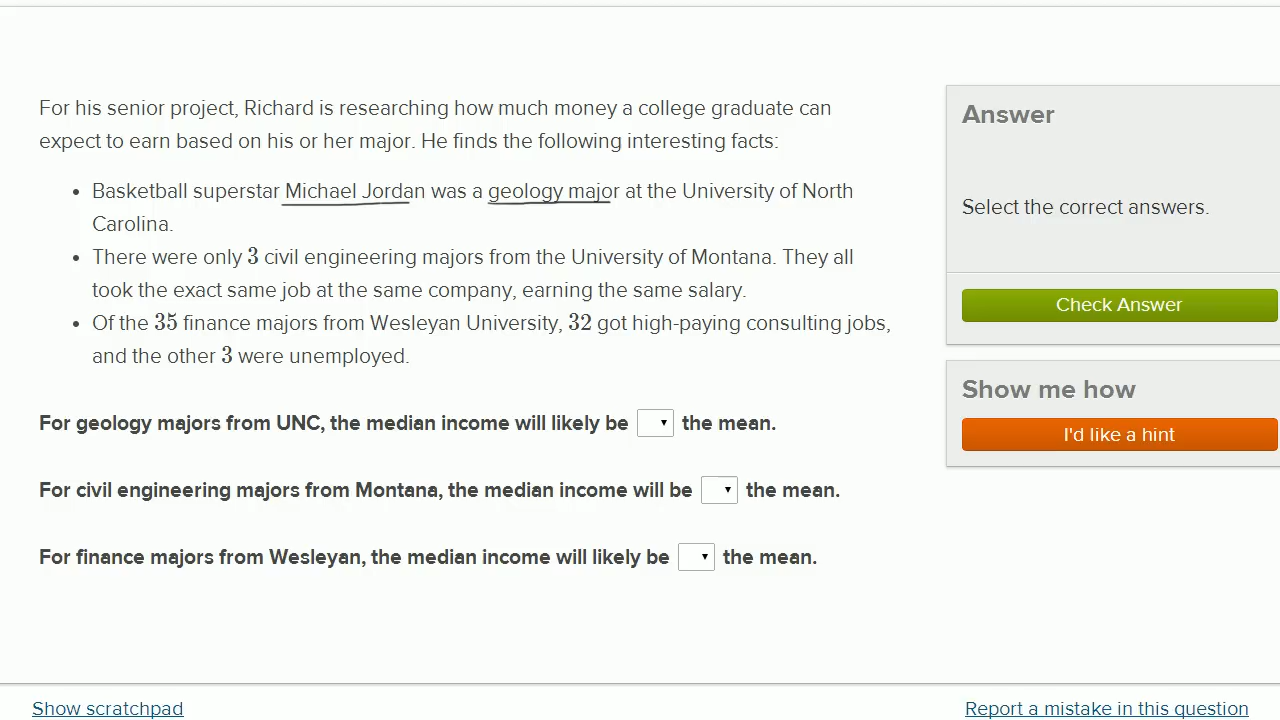 For his senior project, Richard is researching how much money a college graduate can
expect to earn based on his or her major. He finds the following interesting facts:
• Basketball superstar Michael Jordan was a geology major at the University of North
Carolina.
• There were only 3 civil engineering majors from the University of Montana. They all
took the exact same job at the same company, earning the same salary.
• Of the 35 finance majors from Wesleyan University, 32 got high-paying consulting jobs,
and the other 3 were unemployed.
For geology majors from UNC, the median income will likely be the mean.
For civil engineering majors from Montana, the median income will be the mean.
For finance majors from Wesleyan, the median income will likely be the mean.
Answer
Select the correct answers.
Check Answer
Show me how
I'd like a hint
Show scratchpad
Report a mistake in this question